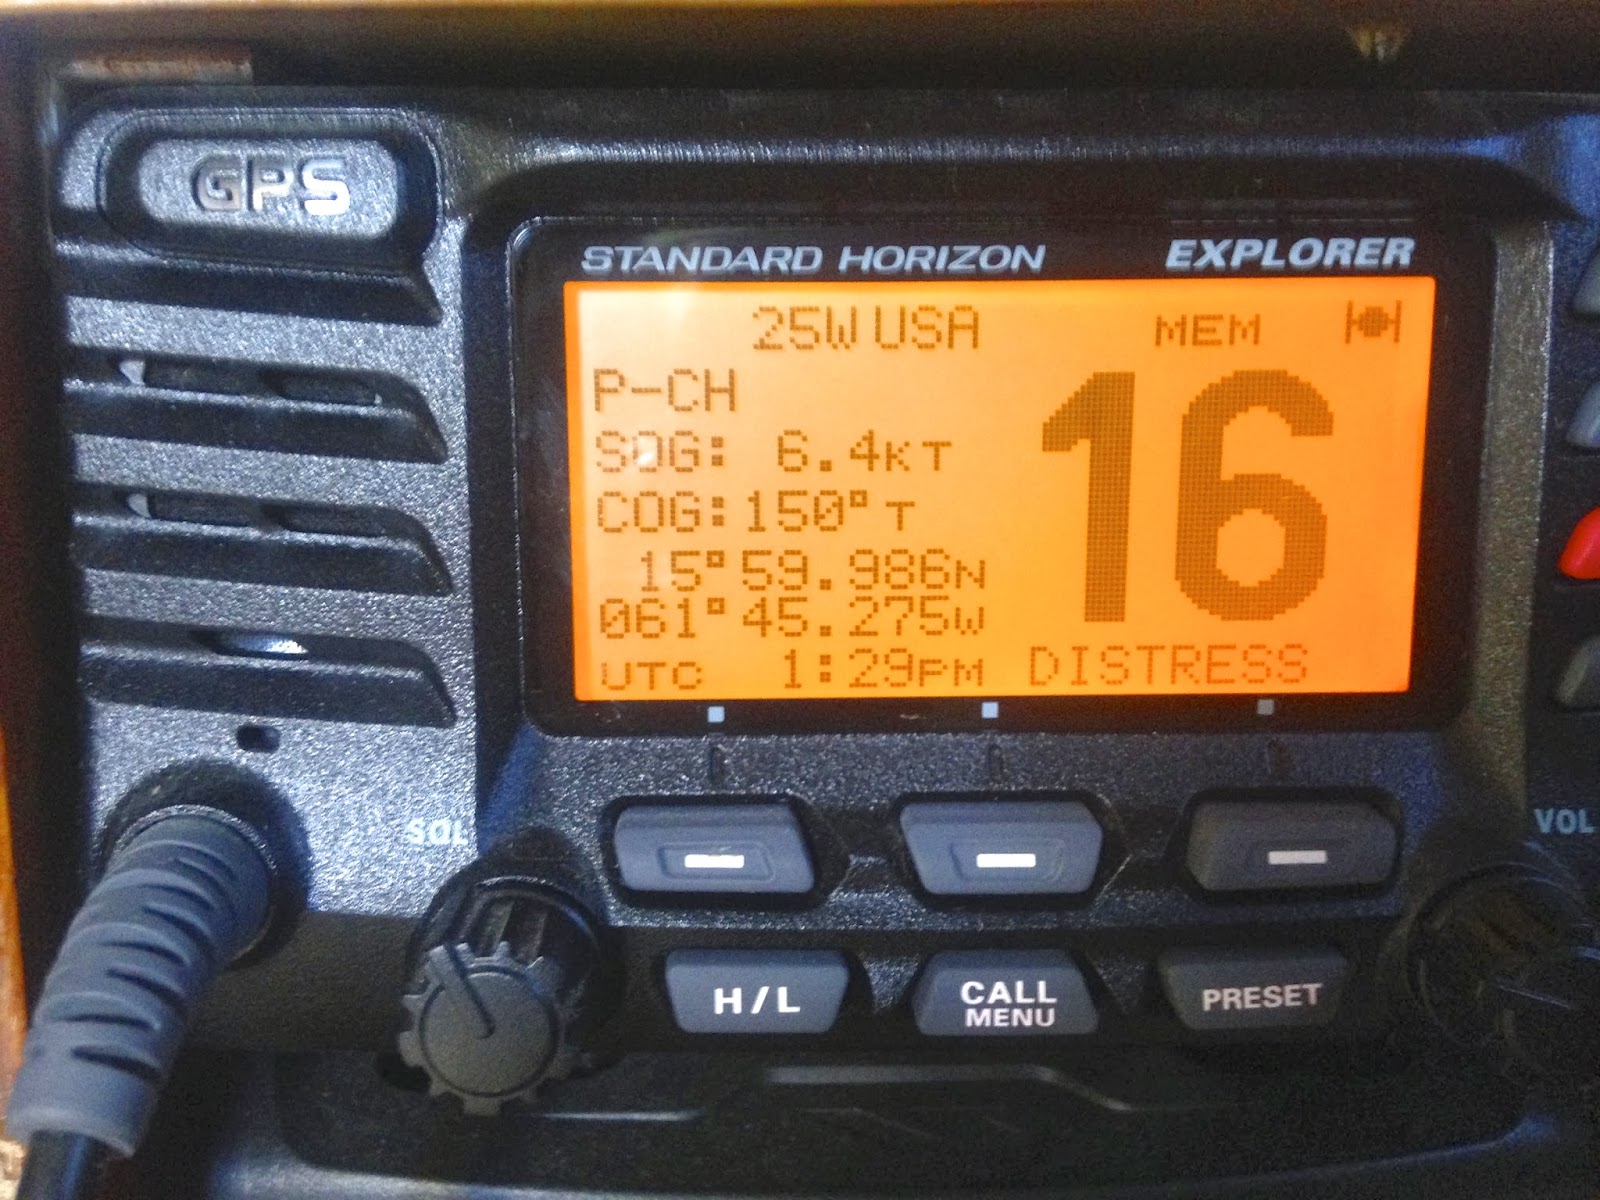 GPS
STANDARD HORIZON EXPLORER
25W USA MEM
P-CH
16
SOG: 6.4KT
COG:150°T
15°59.986N
061°45.275W
UTC 1:29PM DISTRESS
SQL
VOL
H/L
CALL
MENU
PRESET